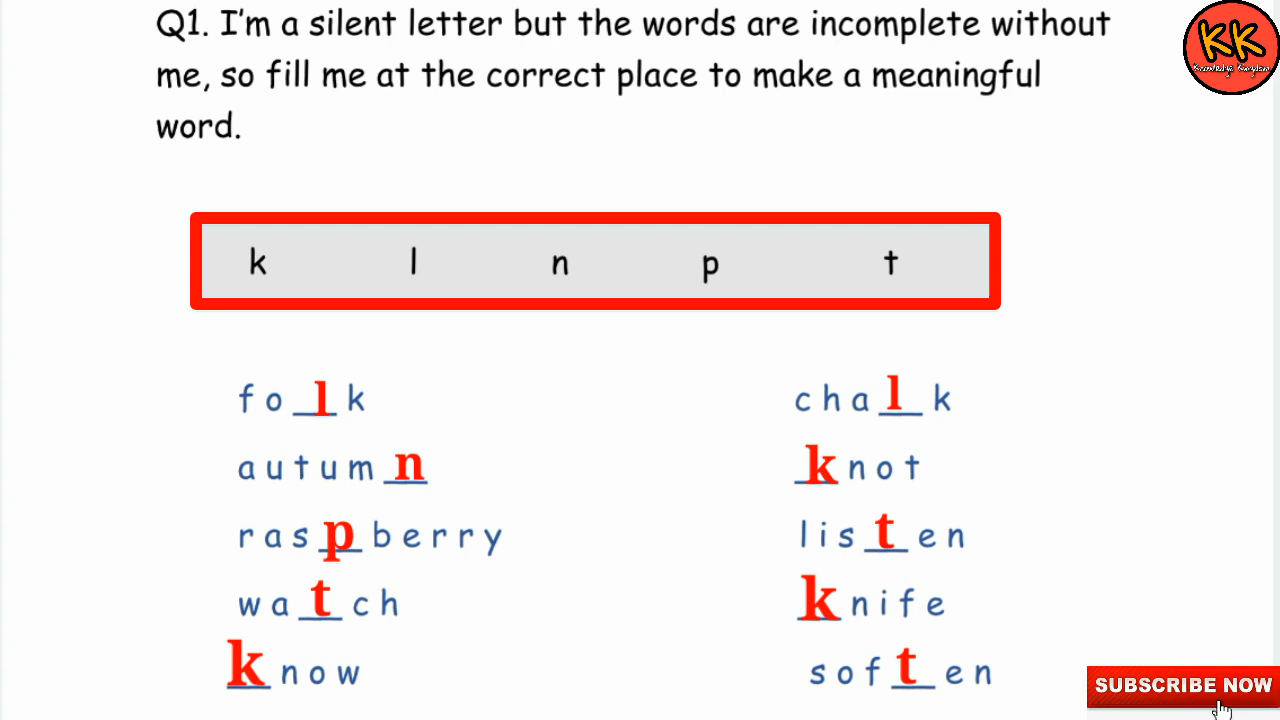 Q1. I'm a silent letter but the words are incomplete without
me, so fill me at the correct place to make a meaningful
word.
KK
Knowledge Kingdom
k l n p t
fo l k
autum n
ras p berry
wa t ch
k now
cha l k
k not
lis t en
k nife
sof t en
SUBSCRIBE NOW